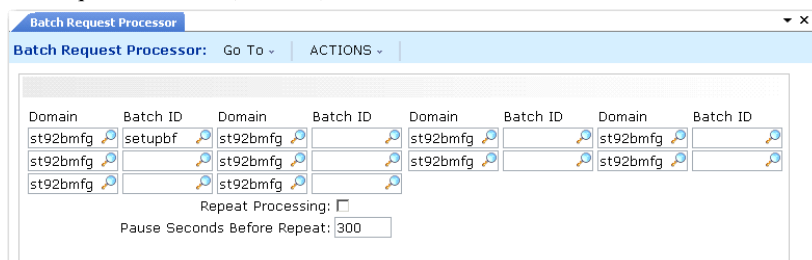 Batch Request Processor
Batch Request Processor: Go To ACTIONS
Domain Batch ID Domain Batch ID Domain Batch ID Domain Batch ID
st92bmfg setupbf st92bmfg st92bmfg st92bmfg
st92bmfg st92bmfg st92bmfg st92bmfg
st92bmfg st92bmfg
Repeat Processing:
Pause Seconds Before Repeat: 300